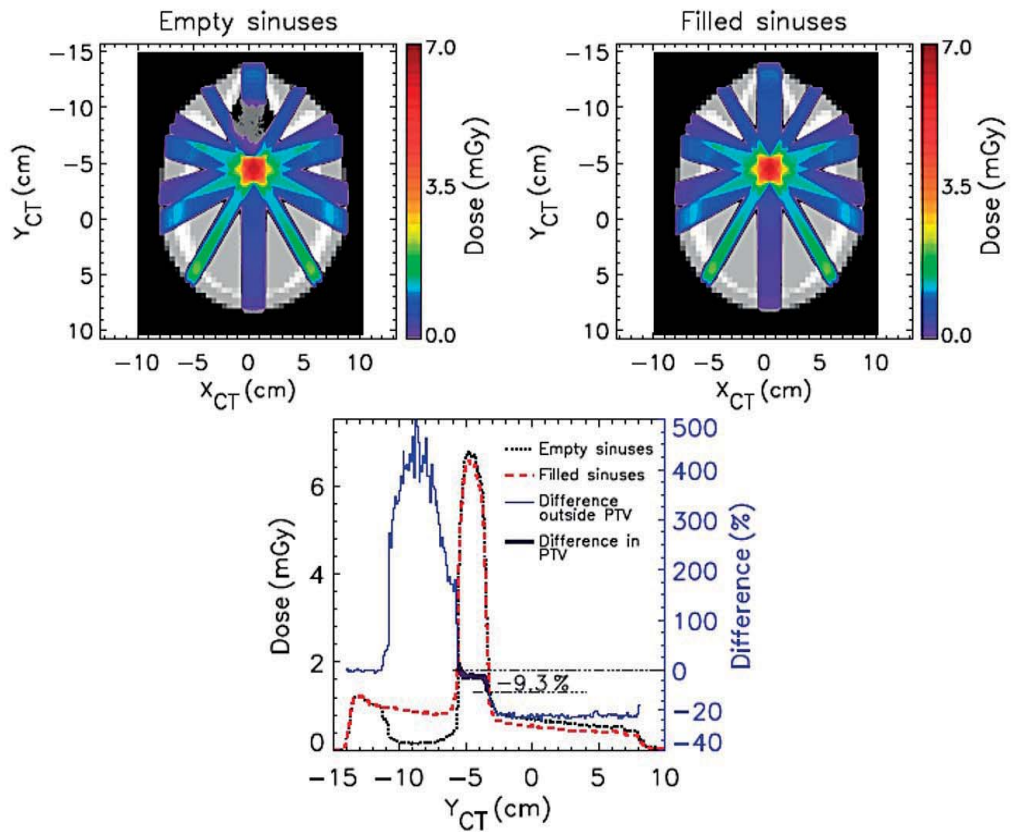 Empty sinuses
Filled sinuses
−15
−10
−5
0
5
10
Y_CT (cm)
−10 −5 0 5 10
X_CT (cm)
7.0
3.5
0.0
Dose (mGy)
−15
−10
−5
0
5
10
Y_CT (cm)
−10 −5 0 5 10
X_CT (cm)
7.0
3.5
0.0
Dose (mGy)
Empty sinuses
Filled sinuses
Difference
outside PTV
Difference in
PTV
−9.3%
6
4
2
0
Dose (mGy)
500
400
300
200
100
0
−20
−40
Difference (%)
−15 −10 −5 0 5 10
Y_CT (cm)